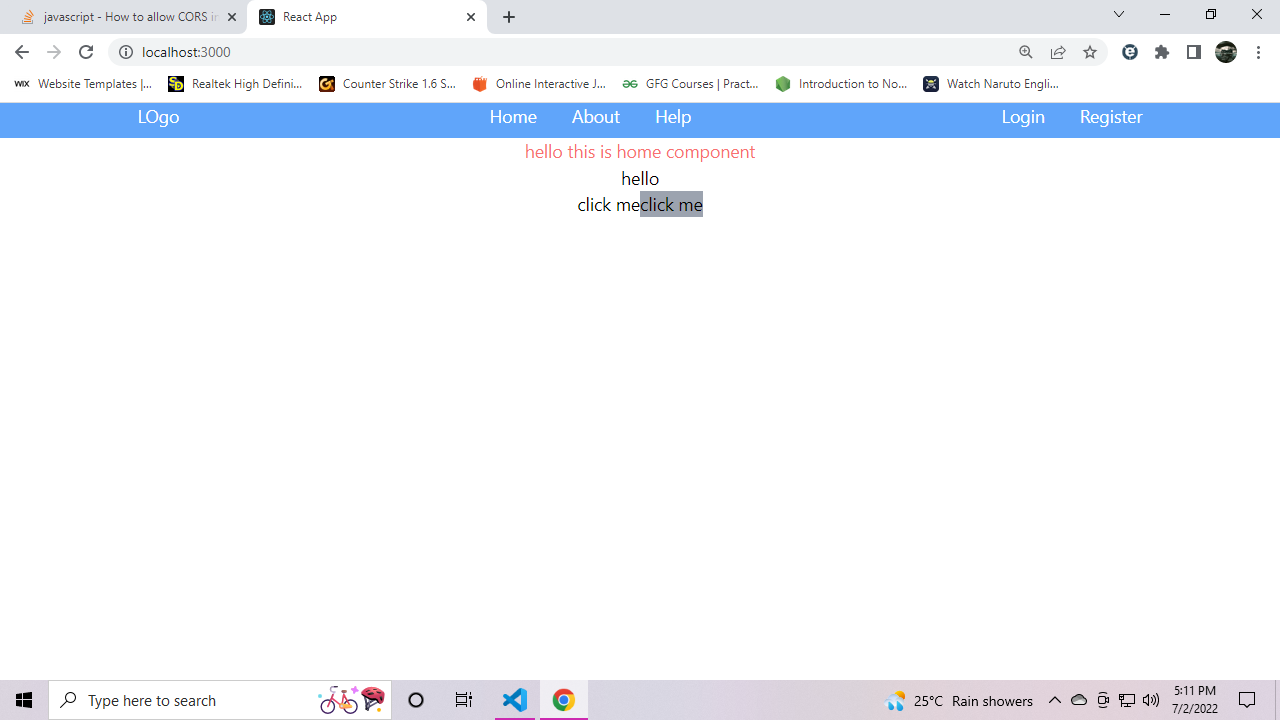 javascript - How to allow CORS in
React App
localhost:3000
WIX Website Templates |... Realtek High Defini... Counter Strike 1.6 S... Online Interactive J... GFG Courses | Pract... Introduction to No... Watch Naruto Engli...
LOgo Home About Help Login Register
hello this is home component
hello
click meclick me
Type here to search
25°C Rain showers
5:11 PM
7/2/2022